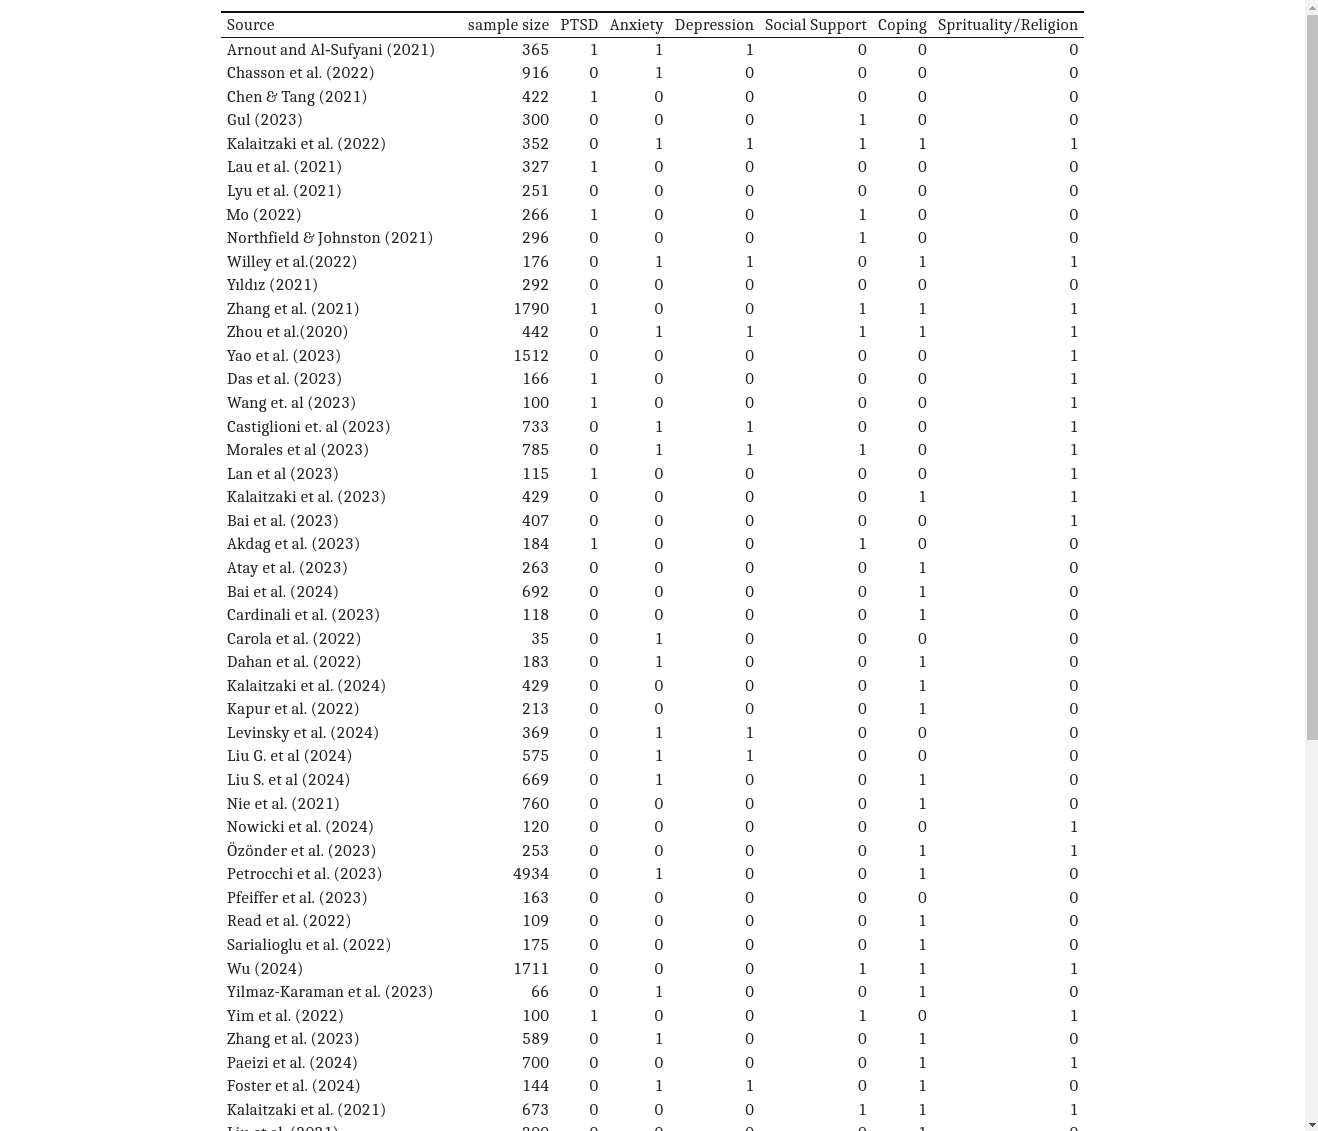 Source sample size PTSD Anxiety Depression Social Support Coping Sprituality/Religion
Arnout and Al-Sufyani (2021) 365 1 1 1 0 0 0
Chasson et al. (2022) 916 0 1 0 0 0 0
Chen & Tang (2021) 422 1 0 0 0 0 0
Gul (2023) 300 0 0 0 1 0 0
Kalaitzaki et al. (2022) 352 0 1 1 1 1 1
Lau et al. (2021) 327 1 0 0 0 0 0
Lyu et al. (2021) 251 0 0 0 0 0 0
Mo (2022) 266 1 0 0 1 0 0
Northfield & Johnston (2021) 296 0 0 0 1 0 0
Willey et al.(2022) 176 0 1 1 0 1 1
Yıldız (2021) 292 0 0 0 0 0 0
Zhang et al. (2021) 1790 1 0 0 1 1 1
Zhou et al.(2020) 442 0 1 1 1 1 1
Yao et al. (2023) 1512 0 0 0 0 0 1
Das et al. (2023) 166 1 0 0 0 0 1
Wang et. al (2023) 100 1 0 0 0 0 1
Castiglioni et. al (2023) 733 0 1 1 0 0 1
Morales et al (2023) 785 0 1 1 1 0 1
Lan et al (2023) 115 1 0 0 0 0 1
Kalaitzaki et al. (2023) 429 0 0 0 0 1 1
Bai et al. (2023) 407 0 0 0 0 0 1
Akdag et al. (2023) 184 1 0 0 1 0 0
Atay et al. (2023) 263 0 0 0 0 1 0
Bai et al. (2024) 692 0 0 0 0 1 0
Cardinali et al. (2023) 118 0 0 0 0 1 0
Carola et al. (2022) 35 0 1 0 0 0 0
Dahan et al. (2022) 183 0 1 0 0 1 0
Kalaitzaki et al. (2024) 429 0 0 0 0 1 0
Kapur et al. (2022) 213 0 0 0 0 1 0
Levinsky et al. (2024) 369 0 1 1 0 0 0
Liu G. et al (2024) 575 0 1 1 0 0 0
Liu S. et al (2024) 669 0 1 0 0 1 0
Nie et al. (2021) 760 0 0 0 0 1 0
Nowicki et al. (2024) 120 0 0 0 0 0 1
Özönder et al. (2023) 253 0 0 0 0 1 1
Petrocchi et al. (2023) 4934 0 1 0 0 1 0
Pfeiffer et al. (2023) 163 0 0 0 0 0 0
Read et al. (2022) 109 0 0 0 0 1 0
Sarialioglu et al. (2022) 175 0 0 0 0 1 0
Wu (2024) 1711 0 0 0 1 1 1
Yilmaz-Karaman et al. (2023) 66 0 1 0 0 1 0
Yim et al. (2022) 100 1 0 0 1 0 1
Zhang et al. (2023) 589 0 1 0 0 1 0
Paeizi et al. (2024) 700 0 0 0 0 1 1
Foster et al. (2024) 144 0 1 1 0 1 0
Kalaitzaki et al. (2021) 673 0 0 0 1 1 1